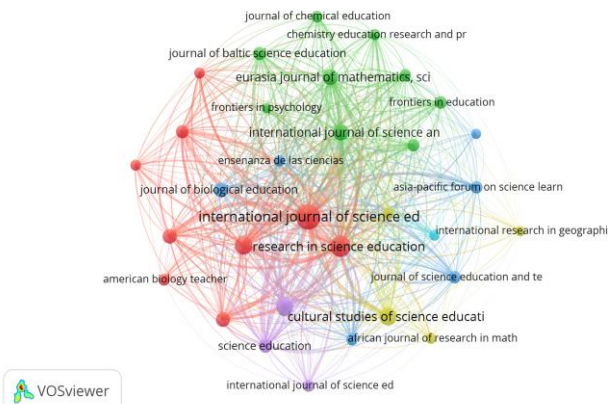 journal of chemical education
chemistry education research and pr
journal of baltic science education
eurasia journal of mathematics, sci
frontiers in psychology
frontiers in education
international journal of science an
ensenanza de las ciencias
journal of biological education
asia-pacific forum on science learn
international journal of science ed
international research in geographi
research in science education
american biology teacher
journal of science education and te
cultural studies of science educati
african journal of research in math
science education
international journal of science ed
VOSviewer